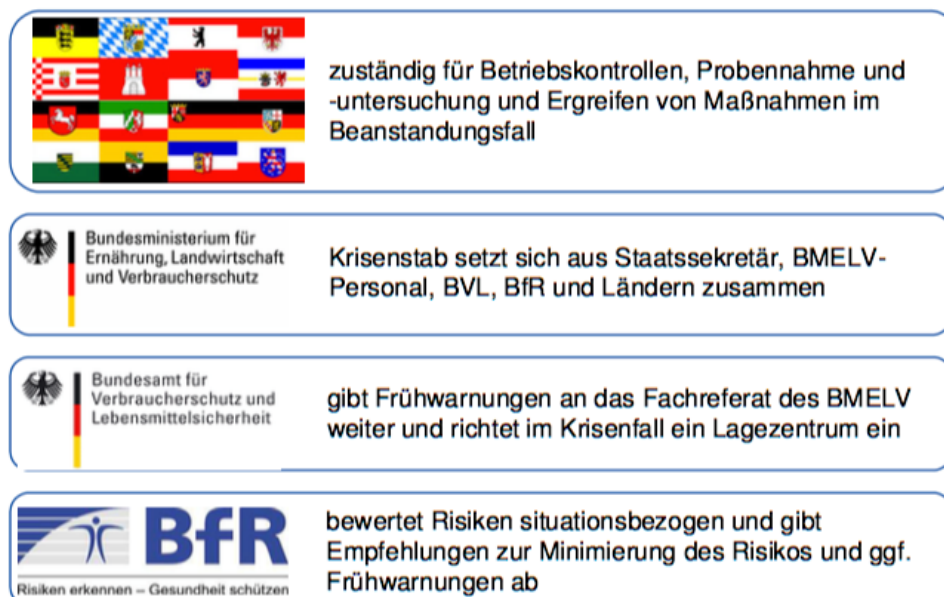 zuständig für Betriebskontrollen, Probennahme und
-untersuchung und Ergreifen von Maßnahmen im
Beanstandungsfall
Bundesministerium für
Ernährung, Landwirtschaft
und Verbraucherschutz
Krisenstab setzt sich aus Staatssekretär, BMELV-
Personal, BVL, BfR und Ländern zusammen
Bundesamt für
Verbraucherschutz und
Lebensmittelsicherheit
gibt Frühwarnungen an das Fachreferat des BMELV
weiter und richtet im Krisenfall ein Lagezentrum ein
BfR
Risiken erkennen – Gesundheit schützen
bewertet Risiken situationsbezogen und gibt
Empfehlungen zur Minimierung des Risikos und ggf.
Frühwarnungen ab